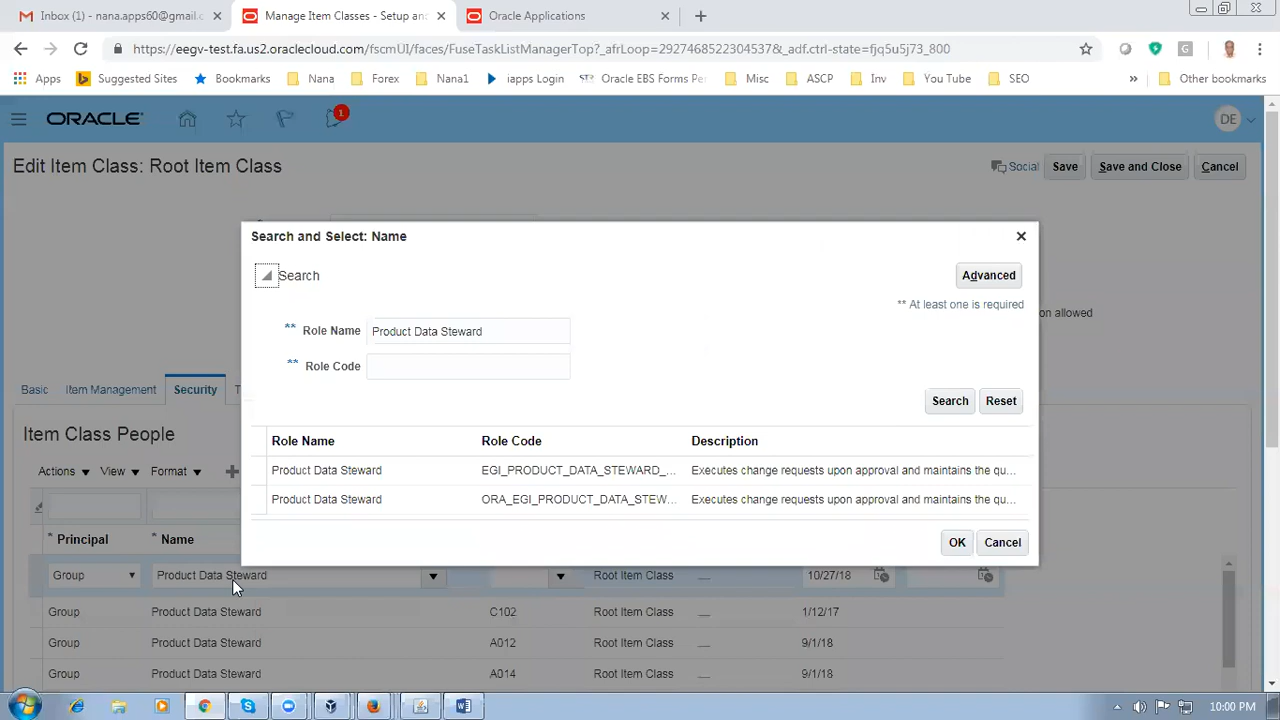 Inbox (1) - nana.apps60@gmail.c
Manage Item Classes - Setup and
Oracle Applications
https://eegv-test.fa.us2.oraclecloud.com/fscmUI/faces/FuseTaskListManagerTop?_afrLoop=29274685223045​37&_adf.ctrl-state=fjq5u5j73_800
Apps Suggested Sites Bookmarks Nana Forex Nana1 iapps Login Oracle EBS Forms Pe Misc ASCP Inv You Tube SEO » Other bookmarks
ORACLE 1 DE
Edit Item Class: Root Item Class Social Save Save and Close Cancel
Search and Select: Name
Search Advanced
** At least one is required
** Role Name Product Data Steward
on allowed
** Role Code
Basic Item Management Security T
Search Reset
Item Class People
Role Name Role Code Description
Actions View Format
Product Data Steward EGI_PRODUCT_DATA_STEWARD_... Executes change requests upon approval and maintains the qu...
Product Data Steward ORA_EGI_PRODUCT_DATA_STEW... Executes change requests upon approval and maintains the qu...
* Principal * Name
OK Cancel
Group Product Data Steward Root Item Class 10/27/18
Group Product Data Steward C102 Root Item Class 1/12/17
Group Product Data Steward A012 Root Item Class 9/1/18
Group Product Data Steward A014 Root Item Class 9/1/18
10:00 PM